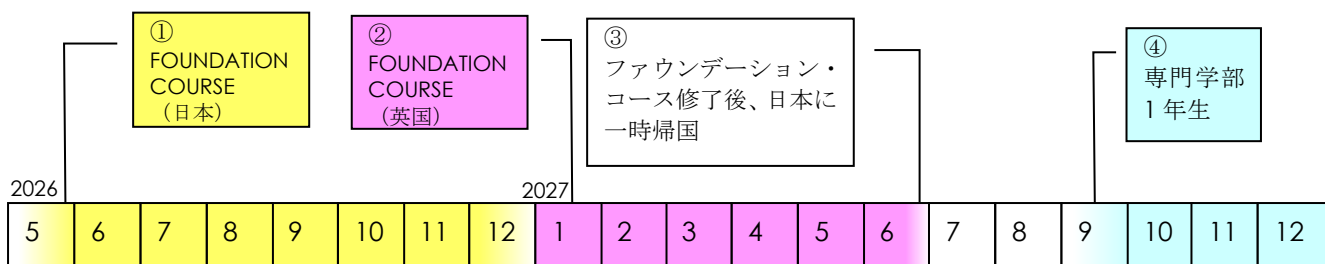 ①
FOUNDATION
COURSE
（日本）
②
FOUNDATION
COURSE
（英国）
③
ファウンデーション・
コース修了後、日本に
一時帰国
④
専門学部
1 年生
2026
2027
5 6 7 8 9 10 11 12 1 2 3 4 5 6 7 8 9 10 11 12